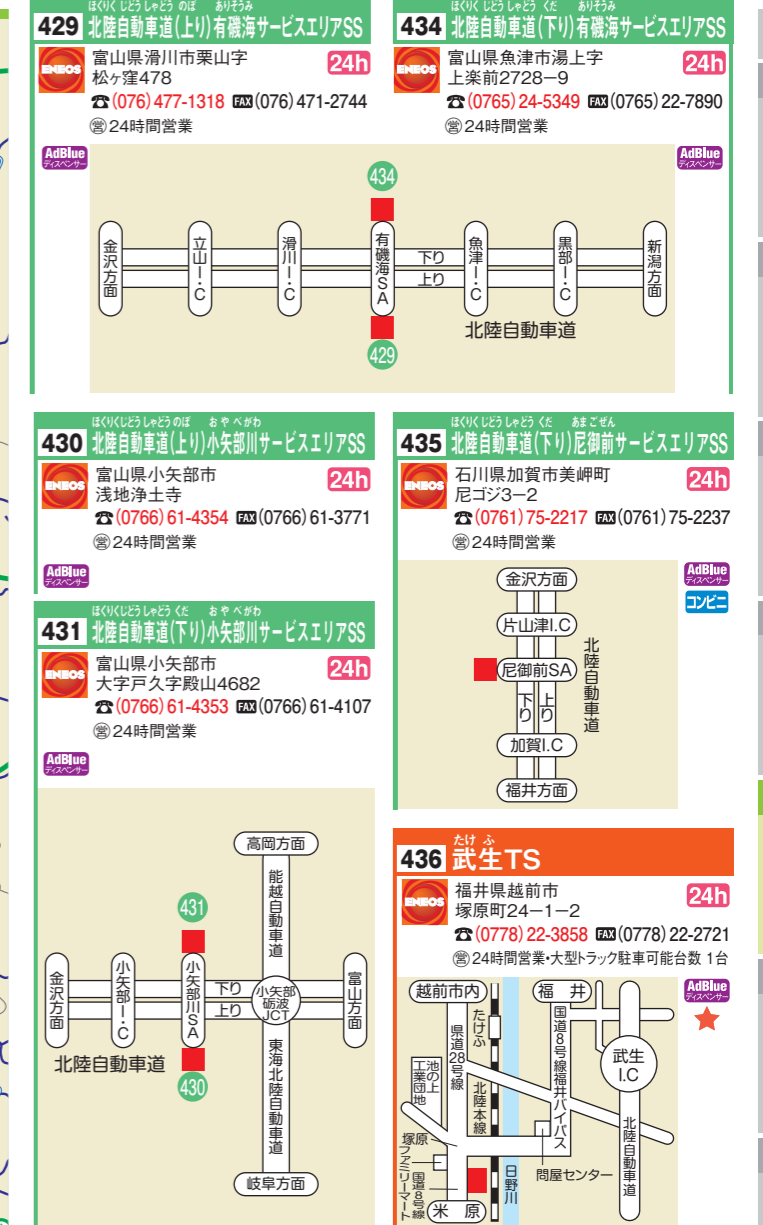 ほくりくじどうしゃどう のぼ ありそうみ
429 北陸自動車道(上り)有磯海サービスエリアSS
ENEOS
富山県滑川市栗山字
松ヶ窪478
24h
☎(076)477-1318 FAX(076)471-2744
営24時間営業
AdBlue
ディスペンサー
ほくりくじどうしゃどう くだ ありそうみ
434 北陸自動車道(下り)有磯海サービスエリアSS
ENEOS
富山県魚津市湯上字
上楽前2728−9
24h
☎(0765)24-5349 FAX(0765)22-7890
営24時間営業
AdBlue
ディスペンサー
434
金沢方面
立山I・C
滑川I・C
有磯海SA
魚津I・C
黒部I・C
新潟方面
下り
上り
北陸自動車道
429
ほくりくじどうしゃどう のぼ おやべがわ
430 北陸自動車道(上り)小矢部川サービスエリアSS
ENEOS
富山県小矢部市
浅地浄土寺
24h
☎(0766)61-4354 FAX(0766)61-3771
営24時間営業
AdBlue
ディスペンサー
ほくりくじどうしゃどう くだ おやべがわ
431 北陸自動車道(下り)小矢部川サービスエリアSS
ENEOS
富山県小矢部市
大字戸久字殿山4682
24h
☎(0766)61-4353 FAX(0766)61-4107
営24時間営業
AdBlue
ディスペンサー
高岡方面
能越自動車道
431
金沢方面
小矢部I・C
小矢部川SA
下り
上り
小矢部
砺波
JCT
富山方面
北陸自動車道
430
東海北陸自動車道
岐阜方面
ほくりくじどうしゃどう くだ あまごぜん
435 北陸自動車道(下り)尼御前サービスエリアSS
ENEOS
石川県加賀市美岬町
尼ゴジ3−2
24h
☎(0761)75-2217 FAX(0761)75-2237
営24時間営業
AdBlue
ディスペンサー
コンビニ
金沢方面
片山津I.C
尼御前SA
下り
上り
北陸自動車道
加賀I.C
福井方面
たけふ
436 武生TS
ENEOS
福井県越前市
塚原町24−1−2
24h
☎(0778)22-3858 FAX(0778)22-2721
営24時間営業・大型トラック駐車可能台数 1台
AdBlue
ディスペンサー
越前市内
福井
たけふ
県道28号線
国道8号線福井バイパス
武生
I.C
池の上
工業団地
北陸本線
北陸自動車道
塚原
ファミリーマート
国道8号線
日野川
問屋センター
米原